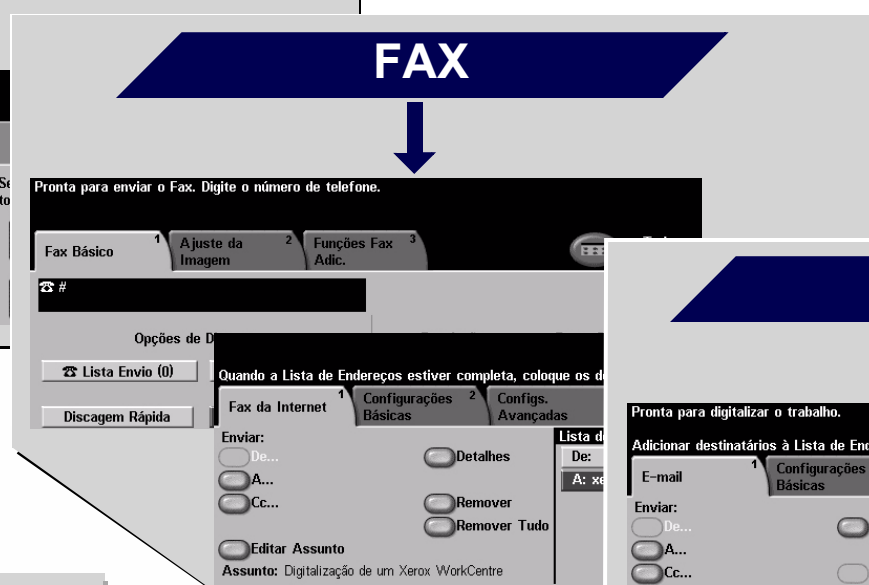 FAX
Pronta para enviar o Fax. Digite o número de telefone.
Fax Básico 1
Ajuste da Imagem 2
Funções Fax Adic. 3
☎ #
Opções de
☎ Lista Envio (0)
Discagem Rápida
Quando a Lista de Endereços estiver completa, coloque os
Fax da Internet 1
Configurações Básicas 2
Configs. Avançadas
Enviar:
De...
A...
Cc...
Detalhes
Remover
Remover Tudo
Editar Assunto
Assunto: Digitalização de um Xerox WorkCentre
Lista
De:
A:
Pronta para digitalizar o trabalho.
Adicionar destinatários à Lista de
E-mail 1
Configurações Básicas
Enviar:
De...
A...
Cc...